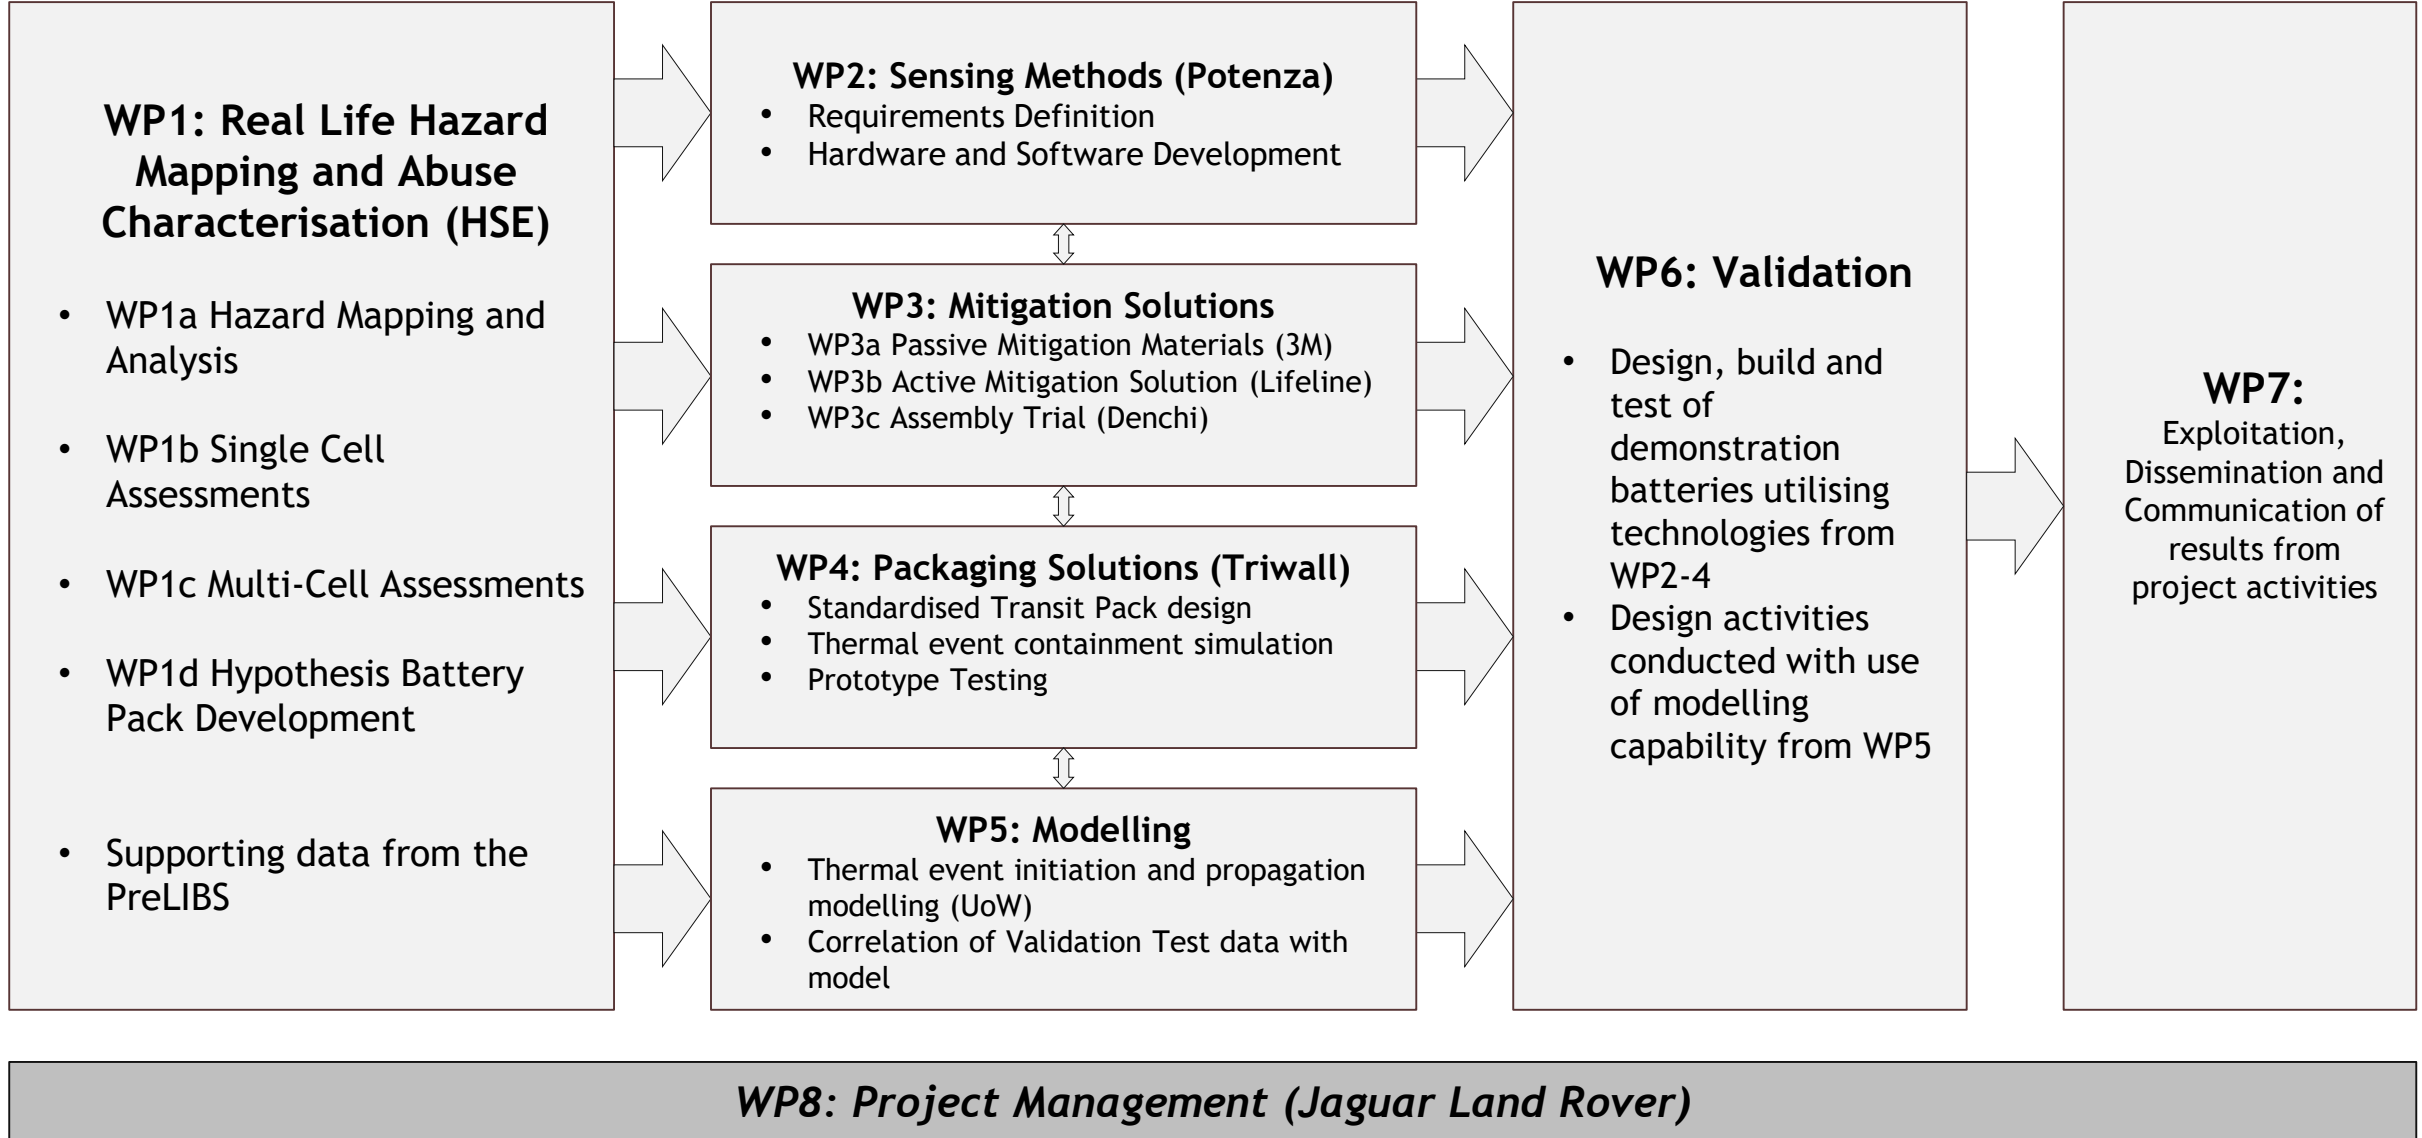 WP1: Real Life Hazard
Mapping and Abuse
Characterisation (HSE)
• WP1a Hazard Mapping and
Analysis
• WP1b Single Cell
Assessments
• WP1c Multi-Cell Assessments
• WP1d Hypothesis Battery
Pack Development
• Supporting data from the
PreLIBS
WP2: Sensing Methods (Potenza)
• Requirements Definition
• Hardware and Software Development
WP3: Mitigation Solutions
• WP3a Passive Mitigation Materials (3M)
• WP3b Active Mitigation Solution (Lifeline)
• WP3c Assembly Trial (Denchi)
WP4: Packaging Solutions (Triwall)
• Standardised Transit Pack design
• Thermal event containment simulation
• Prototype Testing
WP5: Modelling
• Thermal event initiation and propagation
modelling (UoW)
• Correlation of Validation Test data with
model
WP6: Validation
• Design, build and
test of
demonstration
batteries utilising
technologies from
WP2-4
• Design activities
conducted with use
of modelling
capability from WP5
WP7:
Exploitation,
Dissemination and
Communication of
results from
project activities
WP8: Project Management (Jaguar Land Rover)